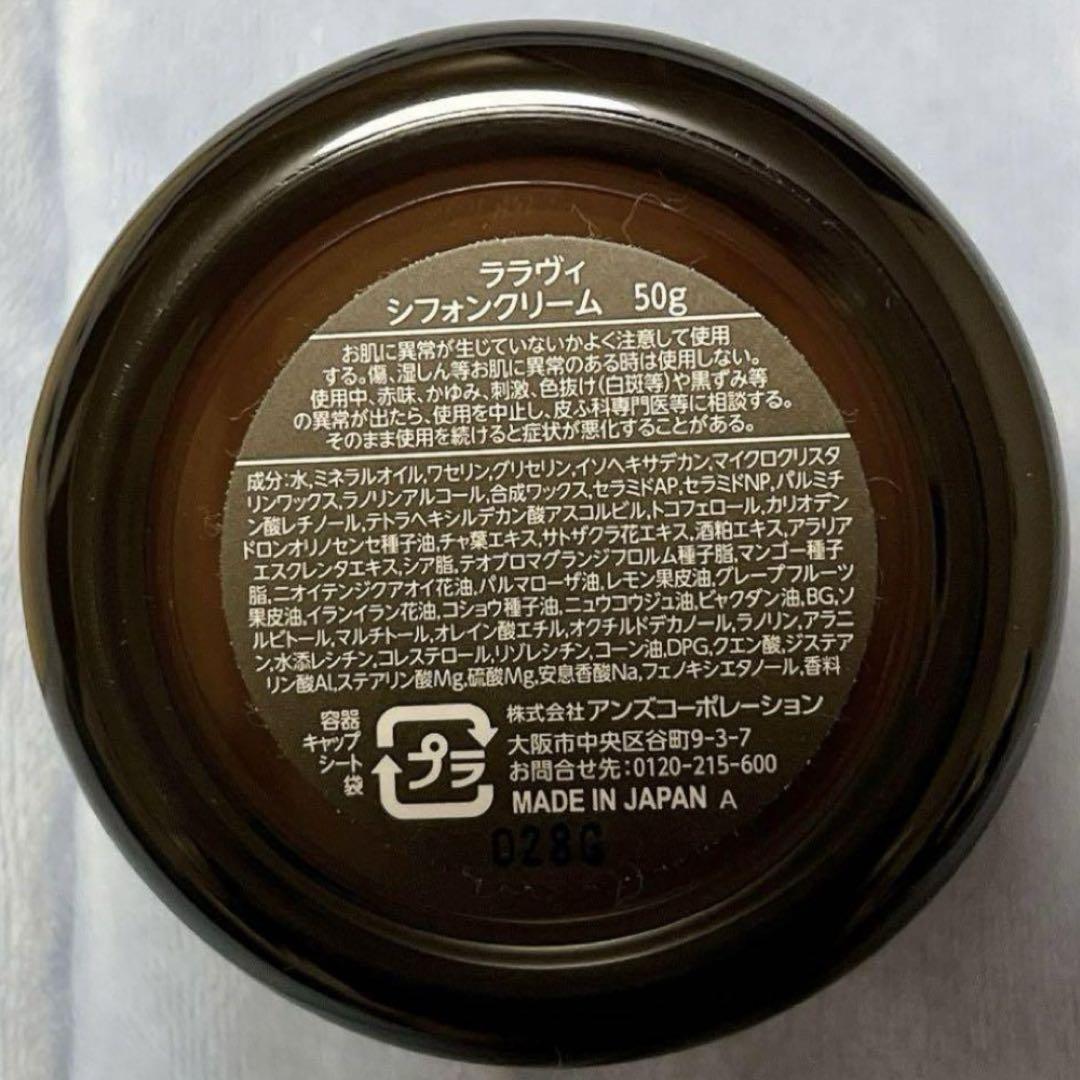 ララヴィ
シフォンクリーム 50g
お肌に異常が生じていないかよく注意して使用
する。傷、湿しん等お肌に異常のある時は使用しない。
使用中、赤味、かゆみ、刺激、色抜け(白斑等)や黒ずみ等
の異常が出たら、使用を中止し、皮ふ科専門医等に相談する。
そのまま使用を続けると症状が悪化することがある。
成分:水,ミネラルオイル,ワセリン,グリセリン,イソヘキサデカン,マイクロクリスタ
リンワックス,ラノリンアルコール,合成ワックス,セラミドAP,セラミドNP,パルミチ
ン酸レチノール,テトラヘキシルデカン酸アスコルビル,トコフェロール,カリオデン
ドロンオリノセンセ種子油,チャ葉エキス,サトザクラ花エキス,酒粕エキス,アラリア
エスクレンタエキス,シア脂,テオブロマグランジフロルム種子脂,マンゴー種子
脂,ニオイテンジクアオイ花油,パルマローザ油,レモン果皮油,グレープフルーツ
果皮油,イランイラン花油,コショウ種子油,ニュウコウジュ油,ビャクダン油,BG,ソ
ルビトール,マルチトール,オレイン酸エチル,オクチルドデカノール,ラノリン,アラニ
ン,水添レシチン,コレステロール,リゾレシチン,コーン油,DPG,クエン酸,ジステア
リン酸Al,ステアリン酸Mg,硫酸Mg,安息香酸Na,フェノキシエタノール,香料
容器
キャップ
シート
袋
プラ
株式会社アンズコーポレーション
大阪市中央区谷町9-3-7
お問合せ先:0120-215-600
MADE IN JAPAN A
028G